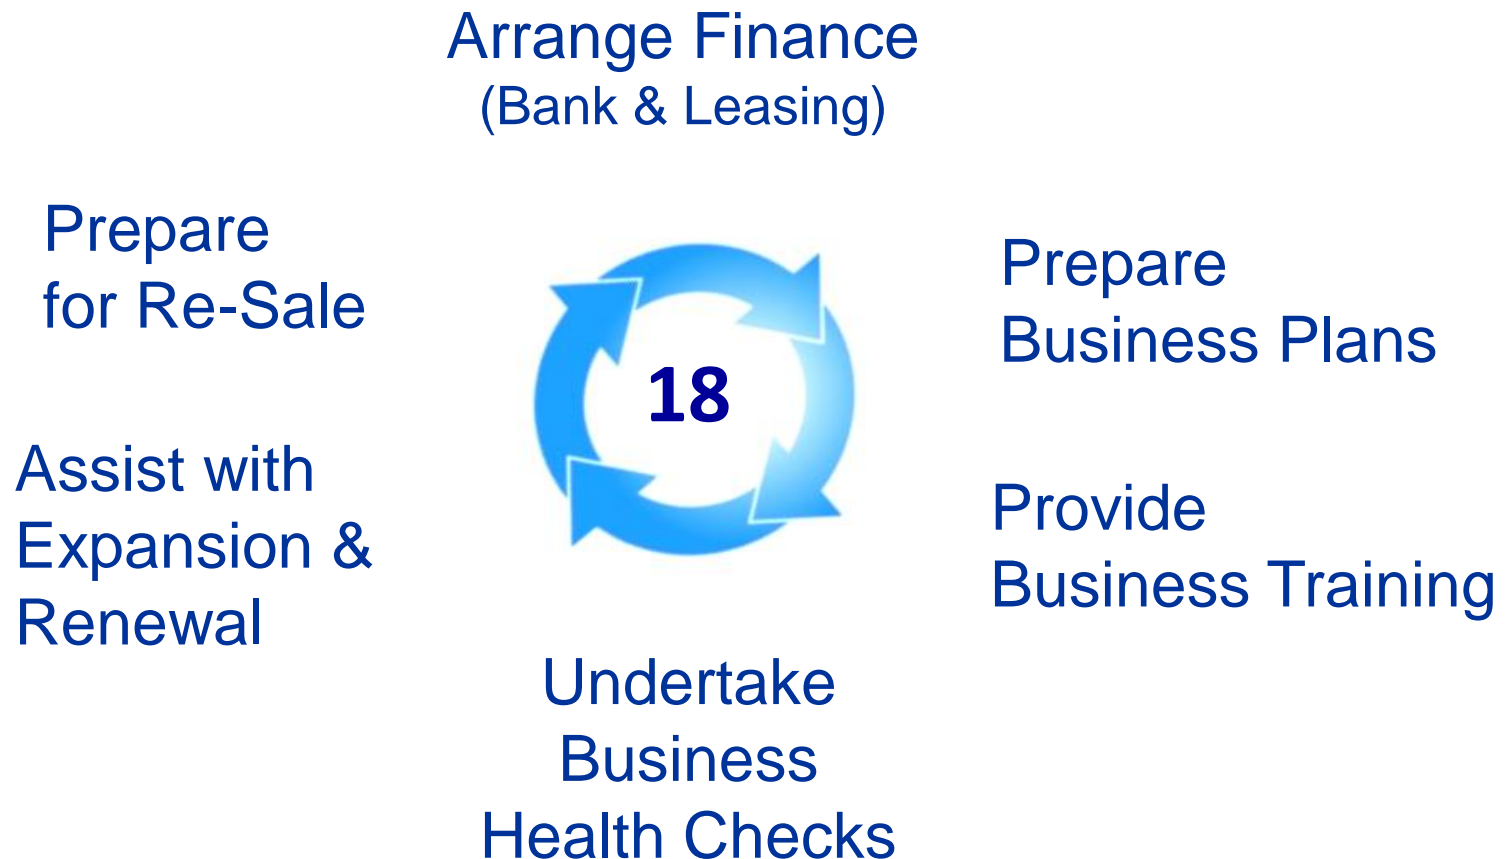 Arrange Finance
(Bank & Leasing)
Prepare
for Re-Sale
Prepare
Business Plans
18
Assist with
Expansion &
Renewal
Provide
Business Training
Undertake
Business
Health Checks